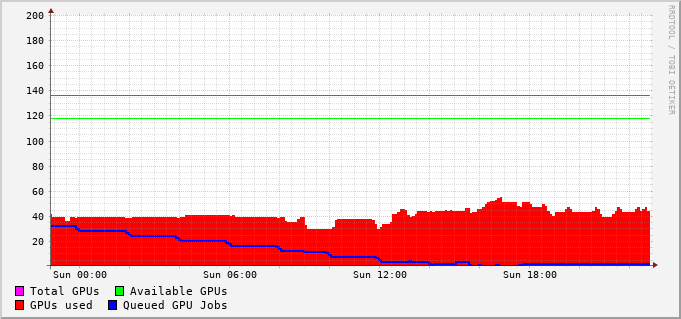 200
180
160
140
120
100
80
60
40
20
Sun 00:00 Sun 06:00 Sun 12:00 Sun 18:00
Total GPUs Available GPUs
GPUs used Queued GPU Jobs
RRDTOOL / TOBI OETIKER